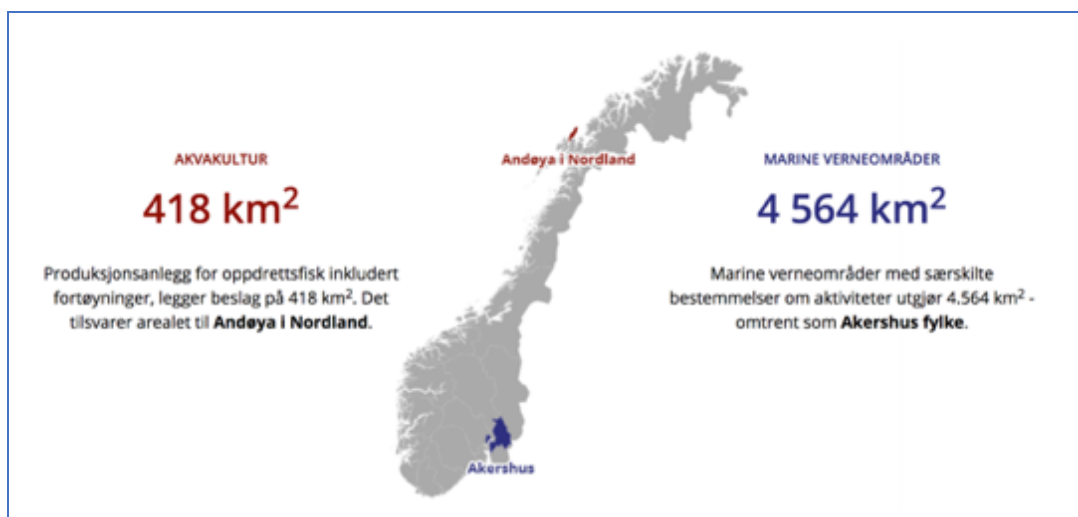 AKVAKULTUR
418 km²
Produksjonsanlegg for oppdrettsfisk inkludert
fortøyninger, legger beslag på 418 km². Det
tilsvarer arealet til Andøya i Nordland.
Andøya i Nordland
Akershus
MARINE VERNEOMRÅDER
4 564 km²
Marine verneområder med særskilte
bestemmelser om aktiviteter utgjør 4.564 km² -
omtrent som Akershus fylke.